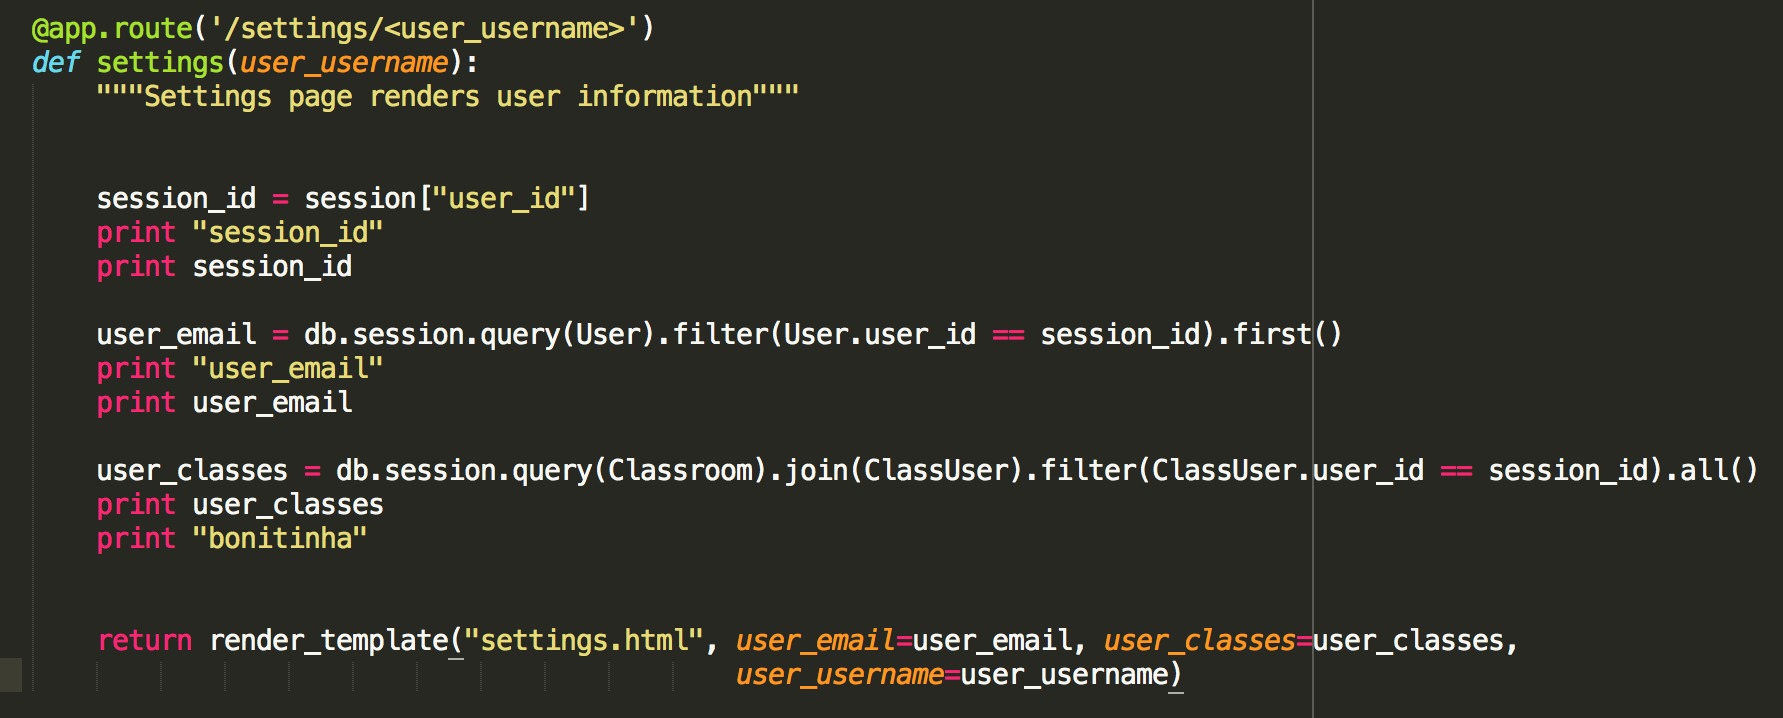 @app.route('/settings/<user_username>')
def settings(user_username):
    """Settings page renders user information"""
    session_id = session["user_id"]
    print "session_id"
    print session_id
    user_email = db.session.query(User).filter(User.user_id == session_id).first()
    print "user_email"
    print user_email
    user_classes = db.session.query(Classroom).join(ClassUser).filter(ClassUser.user_id == session_id).all()
    print user_classes
    print "bonitinha"
    return render_template("settings.html", user_email=user_email, user_classes=user_classes,
                                            user_username=user_username)